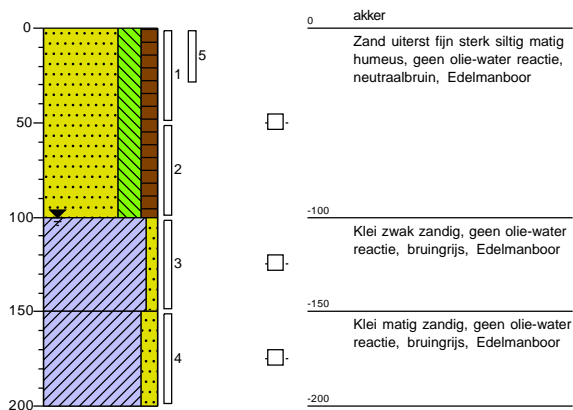 0
50
100
150
200
1
5
2
3
4
0
akker
Zand uiterst fijn sterk siltig matig
humeus, geen olie-water reactie,
neutraalbruin, Edelmanboor
-100
Klei zwak zandig, geen olie-water
reactie, bruingrijs, Edelmanboor
-150
Klei matig zandig, geen olie-water
reactie, bruingrijs, Edelmanboor
-200